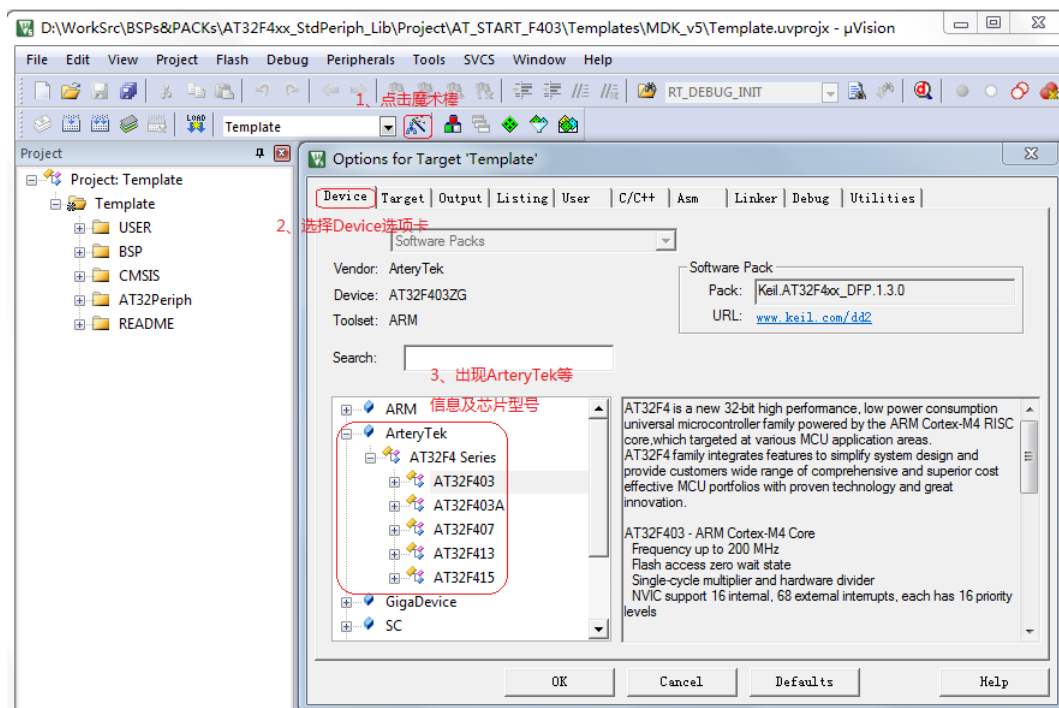 D:\WorkSrc\BSPs&PACKs\AT32F4xx_StdPeriph_Lib\Project\AT_START_F403\Templates\MDK_v5\Template.uvprojx - µVision
File Edit View Project Flash Debug Peripherals Tools SVCS Window Help
RT_DEBUG_INIT
1、点击魔术棒
LOAD
Template
Project
Project: Template
Template
USER
BSP
CMSIS
AT32Periph
README
Options for Target 'Template'
Device Target Output Listing User C/C++ Asm Linker Debug Utilities
2、选择Device选项卡
Software Packs
Vendor: ArteryTek
Device: AT32F403ZG
Toolset: ARM
Software Pack
Pack: Keil.AT32F4xx_DFP.1.3.0
URL: www.keil.com/dd2
Search:
3、出现ArteryTek等
信息及芯片型号
ARM
ArteryTek
AT32F4 Series
AT32F403
AT32F403A
AT32F407
AT32F413
AT32F415
GigaDevice
SC
AT32F4 is a new 32-bit high performance, low power consumption
universal microcontroller family powered by the ARM Cortex-M4 RISC
core,which targeted at various MCU application areas.
AT32F4 family integrates features to simplify system design and
provide customers wide range of comprehensive and superior cost
effective MCU portfolios with proven technology and great
innovation.
AT32F403 - ARM Cortex-M4 Core
Frequency up to 200 MHz
Flash access zero wait state
Single-cycle multiplier and hardware divider
NVIC support 16 internal, 68 external interrupts, each has 16 priority
levels
OK Cancel Defaults Help